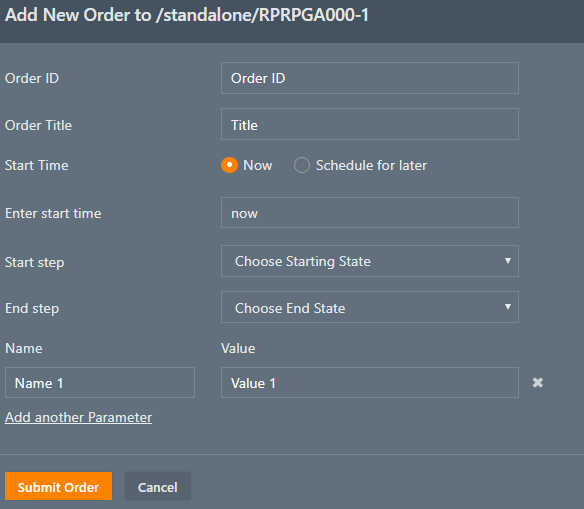 Add New Order to /standalone/RPRPGA000-1
Order ID Order ID
Order Title Title
Start Time Now Schedule for later
Enter start time now
Start step Choose Starting State
End step Choose End State
Name Value
Name 1 Value 1
Add another Parameter
Submit Order Cancel